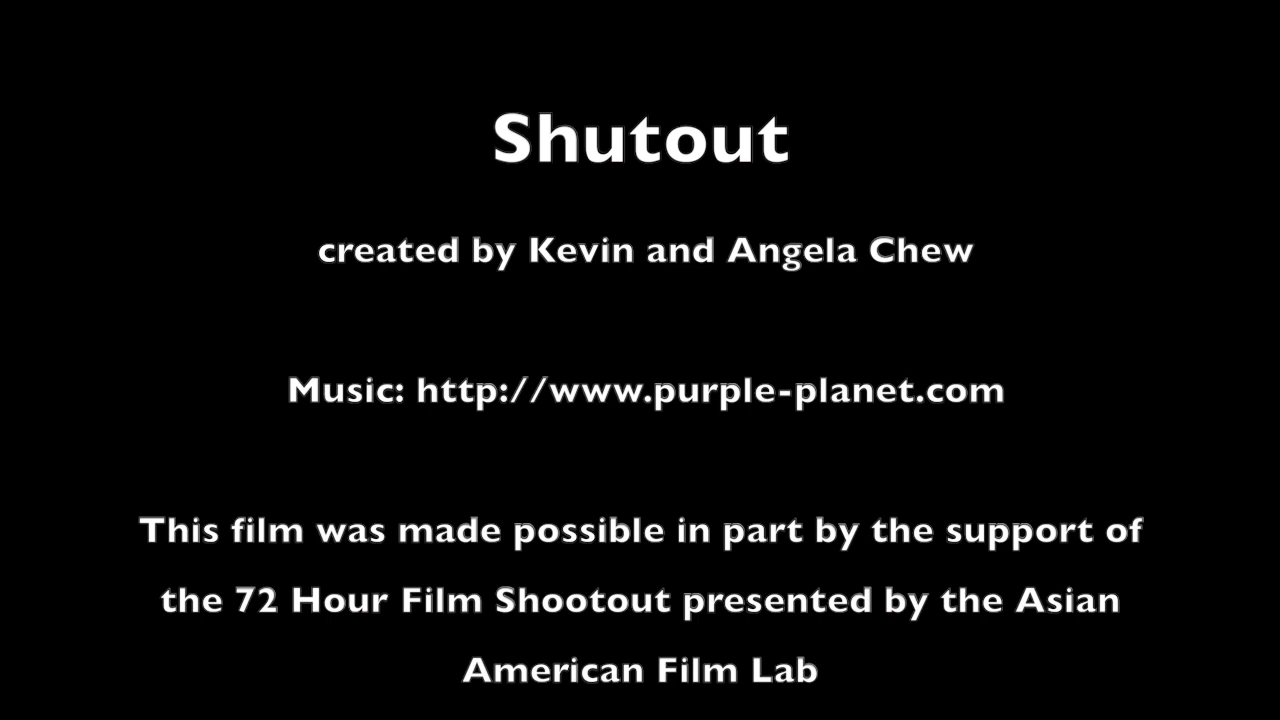 Shutout
created by Kevin and Angela Chew
Music: http://www.purple-planet.com
This film was made possible in part by the support of
the 72 Hour Film Shootout presented by the Asian
American Film Lab